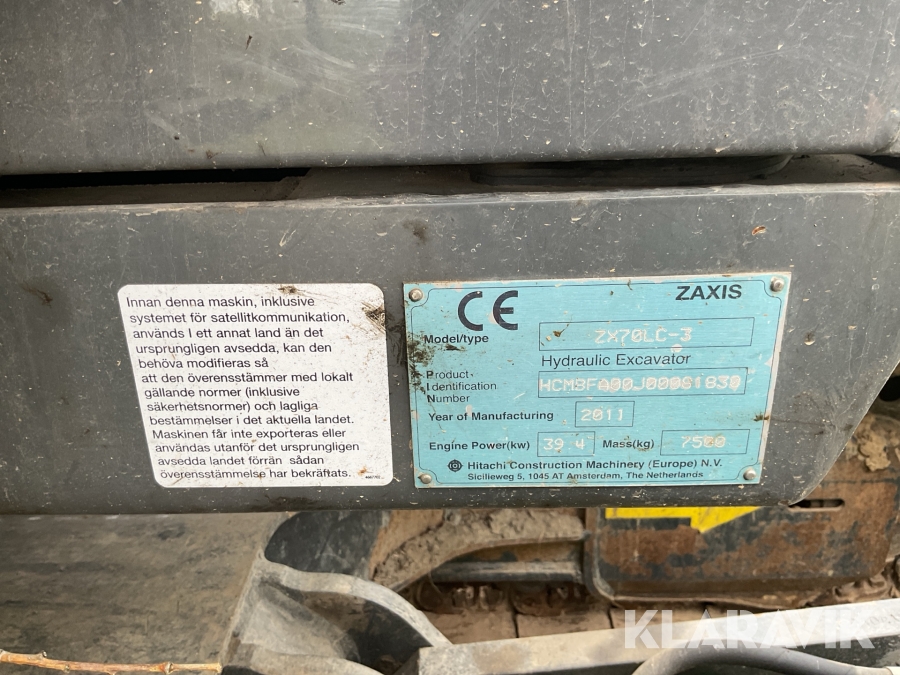 Innan denna maskin, inklusive
systemet för satellitkommunikation,
används I ett annat land än det
ursprungligen avsedda, kan den
behöva modifieras så
att den överensstämmer med lokalt
gällande normer (inklusive
säkerhetsnormer) och lagliga
bestämmelser i det aktuella landet.
Maskinen får inte exporteras eller
användas utanför det ursprungligen
avsedda landet förrän sådan
överensstämmelse har bekräftats.
CE ZAXIS
Model/type ZX70LC-3
Hydraulic Excavator
Product
Identification
Number
Year of Manufacturing 2011
Engine Power(kw) 39.4 Mass(kg) 7500
Hitachi Construction Machinery (Europe) N.V.
Sicilieweg 5, 1045 AT Amsterdam, The Netherlands
KLARAVIK